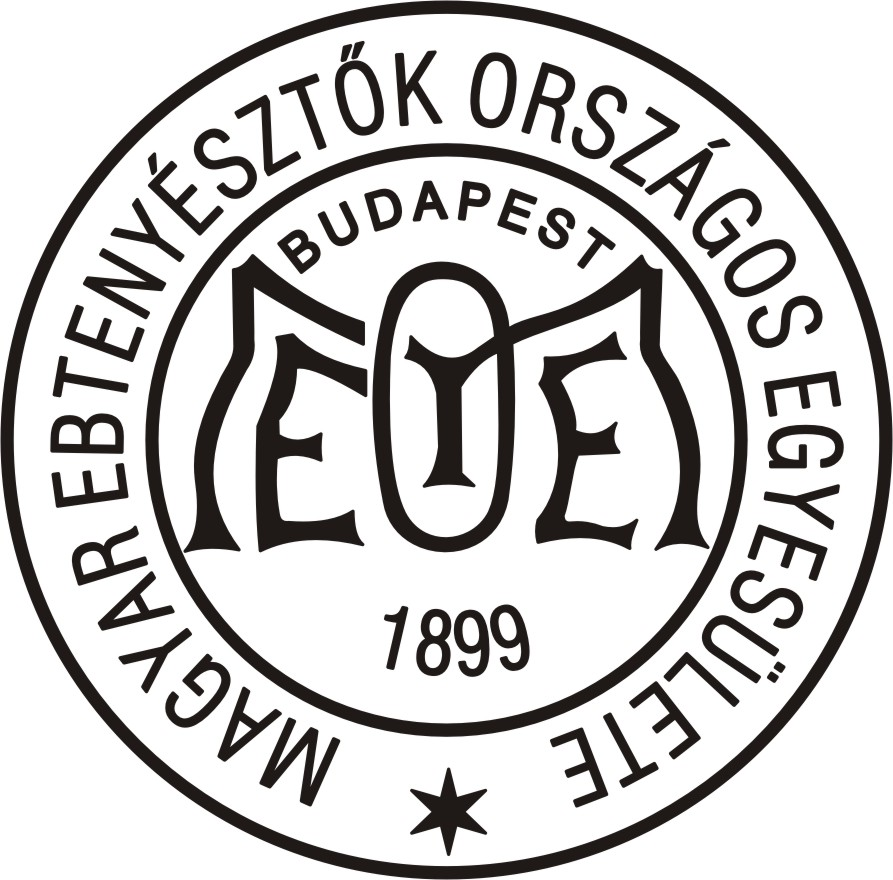 MAGYAR EBTENYÉSZTŐK ORSZÁGOS EGYESÜLETE
BUDAPEST
MEOE
1899